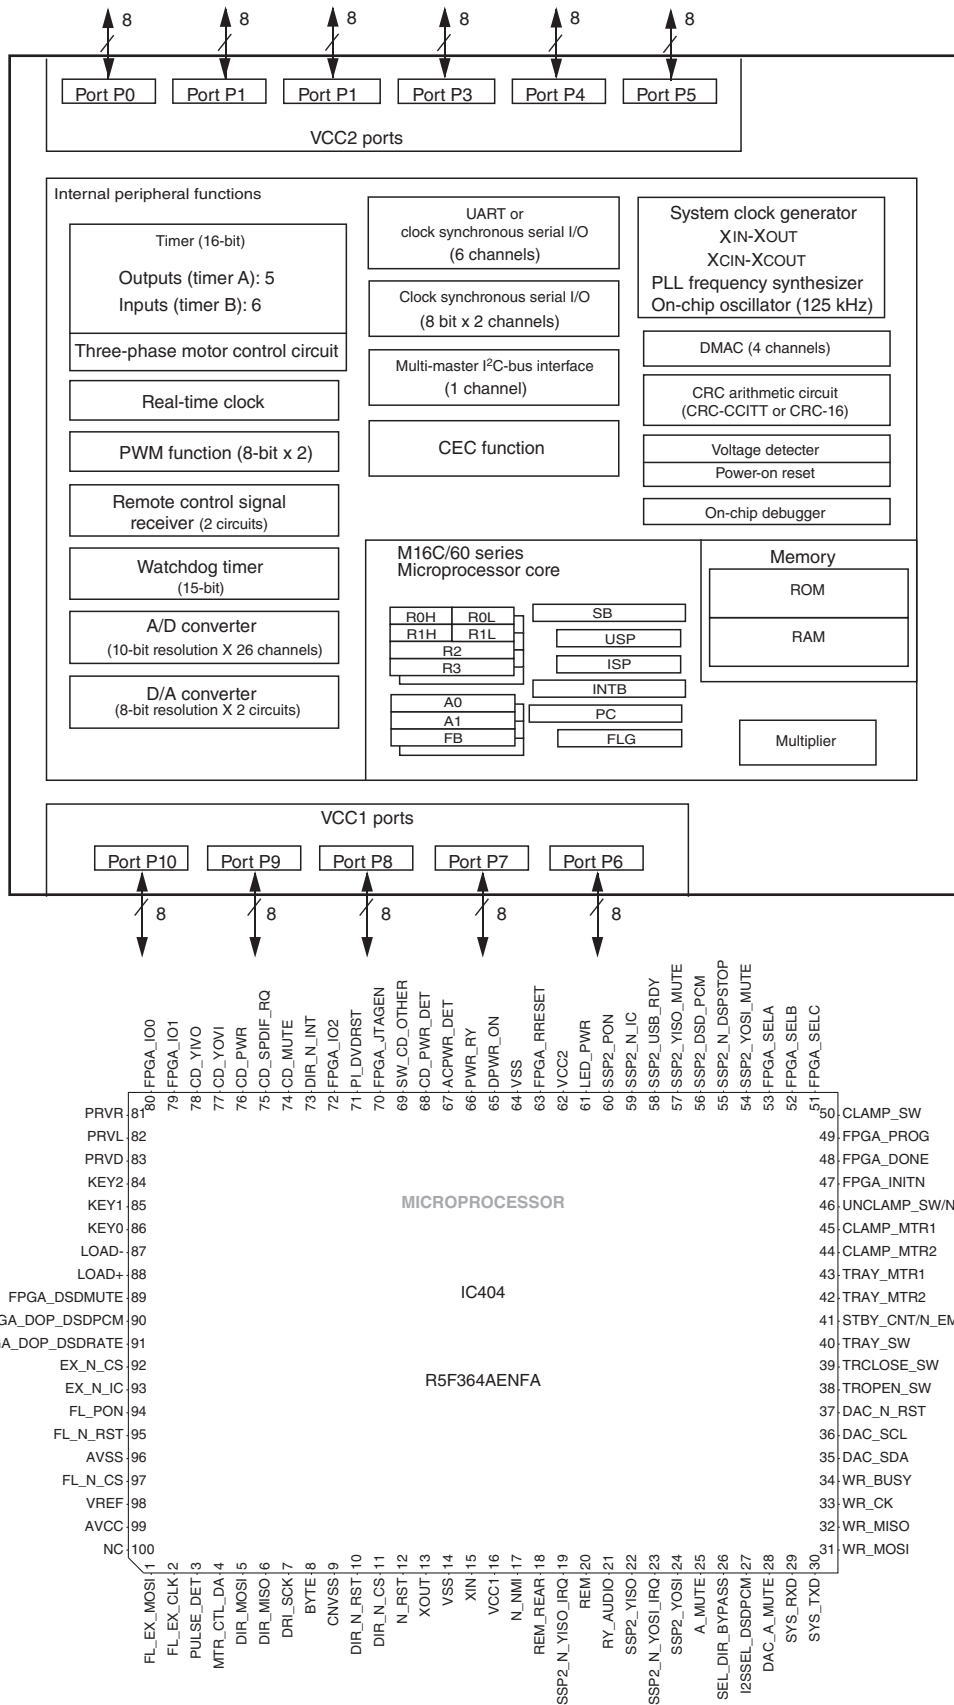 8 8 8 8 8 8
Port P0 Port P1 Port P1 Port P3 Port P4 Port P5
VCC2 ports
Internal peripheral functions
Timer (16-bit)
Outputs (timer A): 5
Inputs (timer B): 6
Three-phase motor control circuit
Real-time clock
PWM function (8-bit x 2)
Remote control signal
receiver (2 circuits)
Watchdog timer
(15-bit)
A/D converter
(10-bit resolution X 26 channels)
D/A converter
(8-bit resolution X 2 circuits)
UART or
clock synchronous serial I/O
(6 channels)
Clock synchronous serial I/O
(8 bit x 2 channels)
Multi-master I²C-bus interface
(1 channel)
CEC function
System clock generator
XIN-XOUT
XCIN-XCOUT
PLL frequency synthesizer
On-chip oscillator (125 kHz)
DMAC (4 channels)
CRC arithmetic circuit
(CRC-CCITT or CRC-16)
Voltage detecter
Power-on reset
On-chip debugger
M16C/60 series
Microprocessor core
R0H R0L
R1H R1L
R2
R3
A0
A1
FB
SB
USP
ISP
INTB
PC
FLG
Memory
ROM
RAM
Multiplier
VCC1 ports
Port P10 Port P9 Port P8 Port P7 Port P6
8 8 8 8 8
80 FPGA_IO0
79 FPGA_IO1
78 CD_YIVO
77 CD_YOVI
76 CD_PWR
75 CD_SPDIF_RQ
74 CD_MUTE
73 DIR_N_INT
72 FPGA_IO2
71 PI_DVDRST
70 FPGA_JTAGEN
69 SW_CD_OTHER
68 CD_PWR_DET
67 ACPWR_DET
66 PWR_RY
65 DPWR_ON
64 VSS
63 FPGA_RRESET
62 VCC2
61 LED_PWR
60 SSP2_PON
59 SSP2_N_IC
58 SSP2_USB_RDY
57 SSP2_YISO_MUTE
56 SSP2_DSD_PCM
55 SSP2_N_DSPSTOP
54 SSP2_YOSI_MUTE
53 FPGA_SELA
52 FPGA_SELB
51 FPGA_SELC
PRVR 81
PRVL 82
PRVD 83
KEY2 84
KEY1 85
KEY0 86
LOAD- 87
LOAD+ 88
FPGA_DSDMUTE 89
GA_DOP_DSDPCM 90
A_DOP_DSDRATE 91
EX_N_CS 92
EX_N_IC 93
FL_PON 94
FL_N_RST 95
AVSS 96
FL_N_CS 97
VREF 98
AVCC 99
NC 100
MICROPROCESSOR
IC404
R5F364AENFA
50 CLAMP_SW
49 FPGA_PROG
48 FPGA_DONE
47 FPGA_INITN
46 UNCLAMP_SW/N
45 CLAMP_MTR1
44 CLAMP_MTR2
43 TRAY_MTR1
42 TRAY_MTR2
41 STBY_CNT/N_EM
40 TRAY_SW
39 TRCLOSE_SW
38 TROPEN_SW
37 DAC_N_RST
36 DAC_SCL
35 DAC_SDA
34 WR_BUSY
33 WR_CK
32 WR_MISO
31 WR_MOSI
FL_EX_MOSI 1
FL_EX_CLK 2
PULSE_DET 3
MTR_CTL_DA 4
DIR_MOSI 5
DIR_MISO 6
DRI_SCK 7
BYTE 8
CNVSS 9
DIR_N_RST 10
DIR_N_CS 11
N_RST 12
XOUT 13
VSS 14
XIN 15
VCC1 16
N_NMI 17
REM_REAR 18
SSP2_N_YISO_IRQ 19
REM 20
RY_AUDIO 21
SSP2_YISO 22
SSP2_N_YOSI_IRQ 23
SSP2_YOSI 24
A_MUTE 25
SEL_DIR_BYPASS 26
I2SSEL_DSDPCM 27
DAC_A_MUTE 28
SYS_RXD 29
SYS_TXD 30